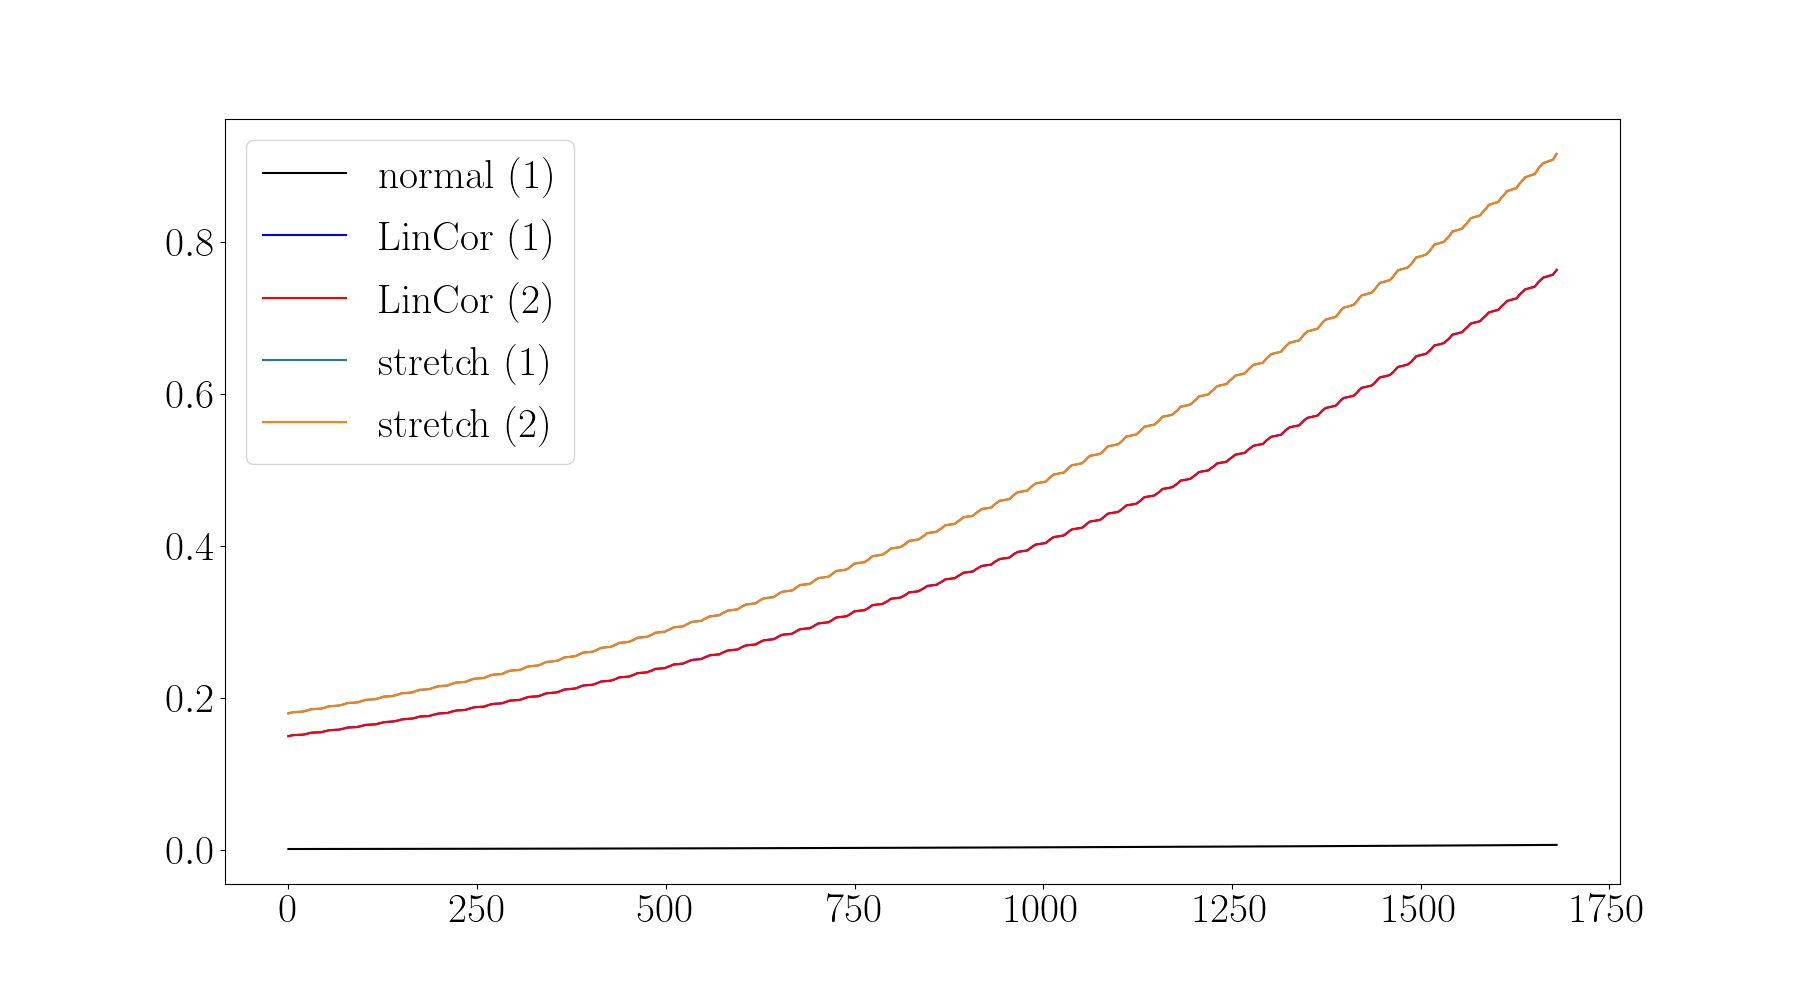 normal (1)
LinCor (1)
LinCor (2)
stretch (1)
stretch (2)
0.8
0.6
0.4
0.2
0.0
0 250 500 750 1000 1250 1500 1750